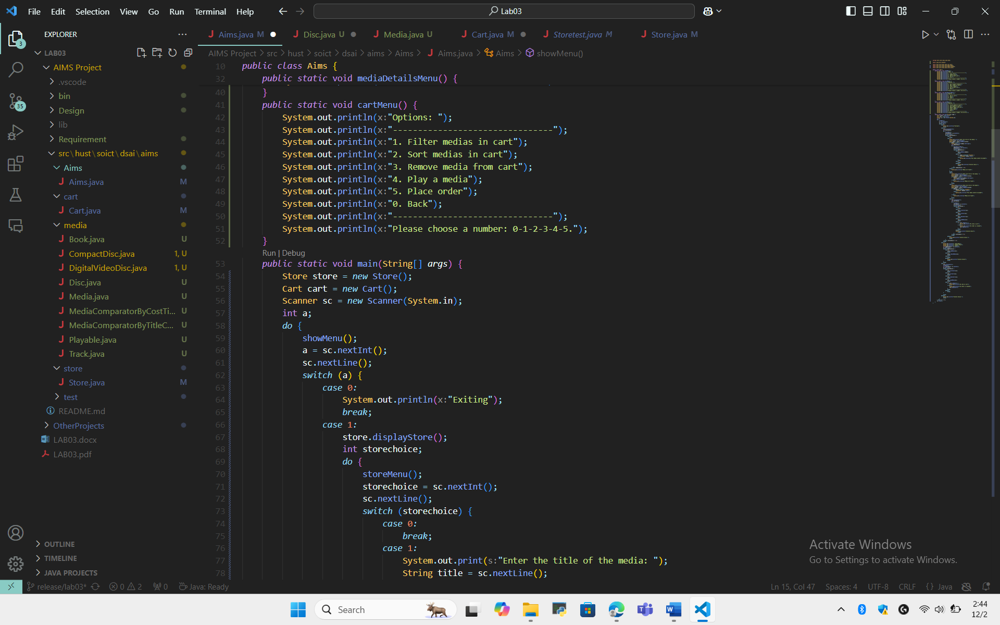 File Edit Selection View Go Run Terminal Help
Lab03
EXPLORER
LAB03
AIMS Project
.vscode
bin
Design
lib
Requirement
src\hust\soict\dsai\aims
Aims
Aims.java M
cart
Cart.java M
media
Book.java U
CompactDisc.java 1, U
DigitalVideoDisc.java 1, U
Disc.java U
Media.java U
MediaComparatorByCostTi... U
MediaComparatorByTitleC... U
Playable.java U
Track.java U
store
Store.java M
test
README.md
OtherProjects
LAB03.docx
LAB03.pdf
OUTLINE
TIMELINE
JAVA PROJECTS
3
35
Aims.java M Disc.java U Media.java U Cart.java M Storetest.java M Store.java M
AIMS Project > src > hust > soict > dsai > aims > Aims > Aims.java > Aims > showMenu()
10 public class Aims {
32 public static void mediaDetailsMenu() {
40 }
41 public static void cartMenu() {
42 System.out.println(x:"Options: ");
43 System.out.println(x:"--------------------------------");
44 System.out.println(x:"1. Filter medias in cart");
45 System.out.println(x:"2. Sort medias in cart");
46 System.out.println(x:"3. Remove media from cart");
47 System.out.println(x:"4. Play a media");
48 System.out.println(x:"5. Place order");
49 System.out.println(x:"0. Back");
50 System.out.println(x:"--------------------------------");
51 System.out.println(x:"Please choose a number: 0-1-2-3-4-5.");
52 }
Run | Debug
53 public static void main(String[] args) {
54 Store store = new Store();
55 Cart cart = new Cart();
56 Scanner sc = new Scanner(System.in);
57 int a;
58 do {
59 showMenu();
60 a = sc.nextInt();
61 sc.nextLine();
62 switch (a) {
63 case 0:
64 System.out.println(x:"Exiting");
65 break;
66 case 1:
67 store.displayStore();
68 int storechoice;
69 do {
70 storeMenu();
71 storechoice = sc.nextInt();
72 sc.nextLine();
73 switch (storechoice) {
74 case 0:
75 break;
76 case 1:
77 System.out.print(s:"Enter the title of the media: ");
78 String title = sc.nextLine();
Activate Windows
Go to Settings to activate Windows.
release/lab03* 0 2 0 Java: Ready
Ln 15, Col 47 Spaces: 4 UTF-8 CRLF {} Java
Search
2:44
12/2